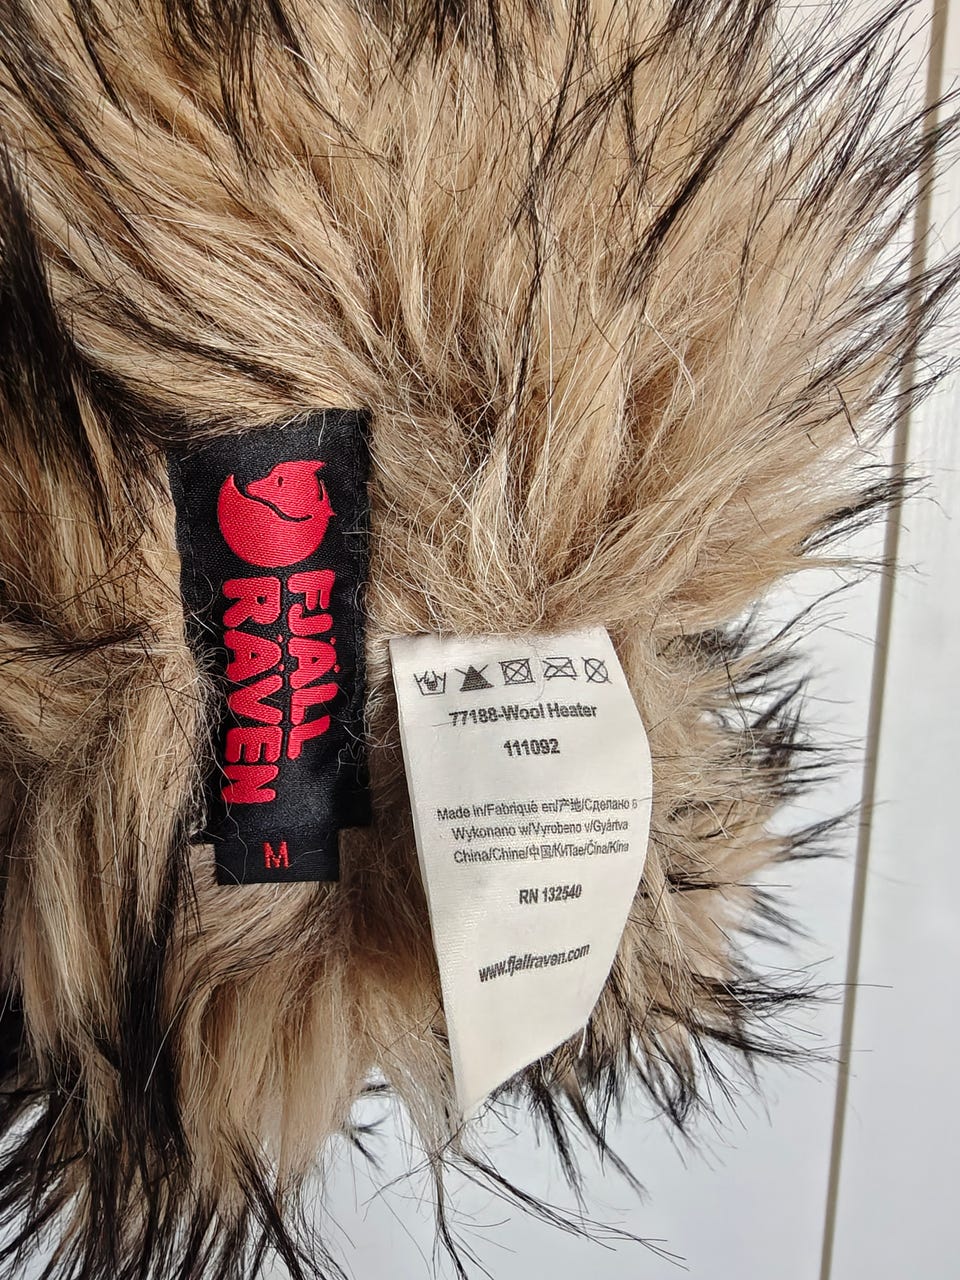 FJÄLL
RÄVEN
M
77188-Wool Heater
111092
Made in/Fabriqué en/产地/Сделано в
Wykonano w/Vyrobeno v/Gyártva
China/Chine/中国/КИТае/Čína/Kína
RN 132540
www.fjallraven.com